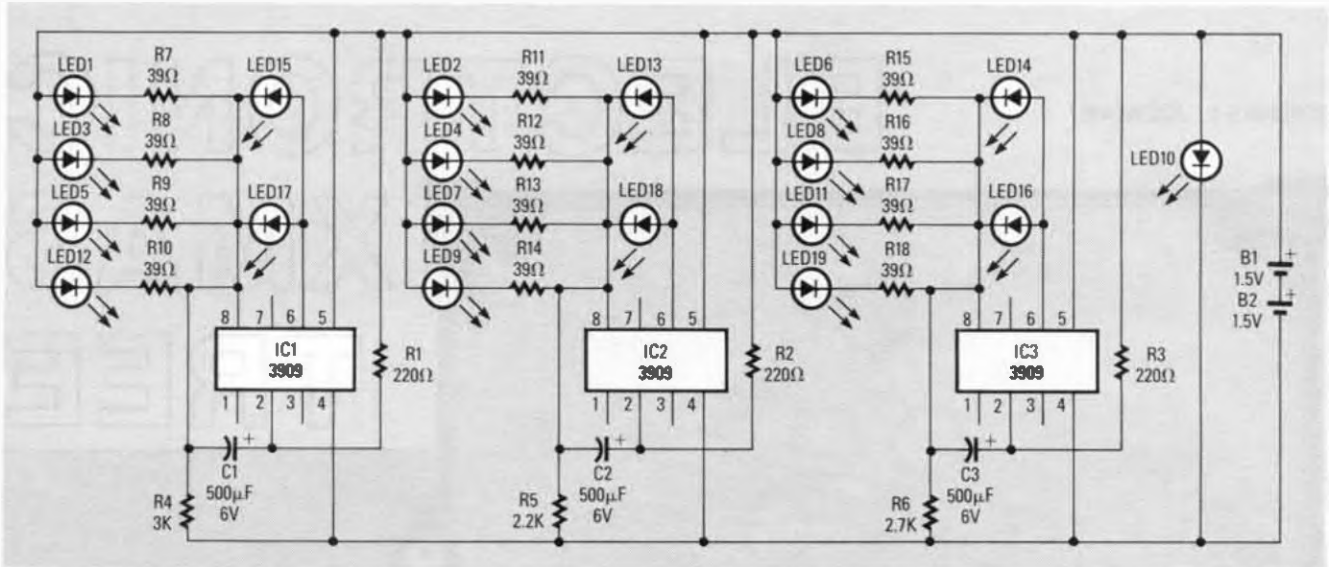 R7
39Ω
LED1
LED15
R8
39Ω
LED3
R9
39Ω
LED5
LED17
R10
39Ω
LED12
8 7 6 5
IC1
3909
1 2 3 4
R1
220Ω
+
C1
500µF
6V
R4
3K
R11
39Ω
LED2
LED13
R12
39Ω
LED4
R13
39Ω
LED7
LED18
R14
39Ω
LED9
8 7 6 5
IC2
3909
1 2 3 4
R2
220Ω
+
C2
500µF
6V
R5
2.2K
R15
39Ω
LED6
LED14
R16
39Ω
LED8
R17
39Ω
LED11
LED16
R18
39Ω
LED19
8 7 6 5
IC3
3909
1 2 3 4
R3
220Ω
+
C3
500µF
6V
R6
2.7K
LED10
+
B1
1.5V
+
B2
1.5V